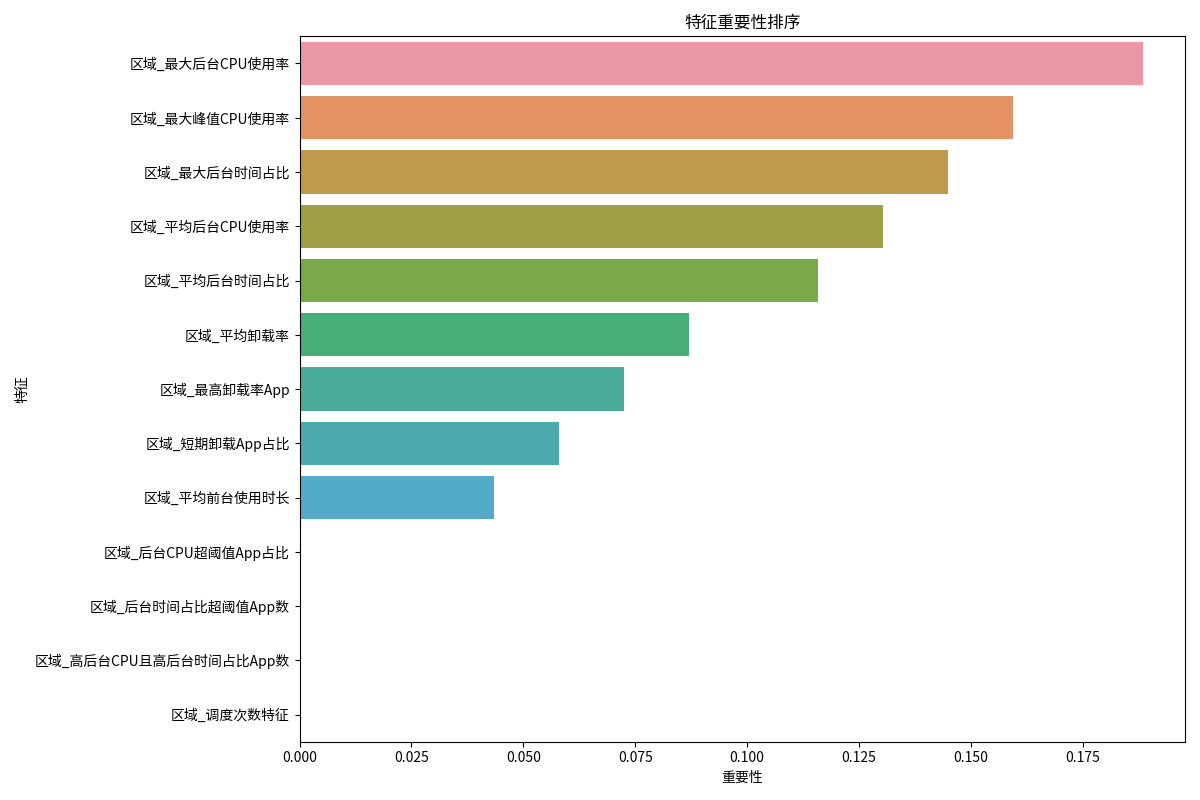 特征重要性排序
区域_最大后台CPU使用率
区域_最大峰值CPU使用率
区域_最大后台时间占比
区域_平均后台CPU使用率
区域_平均后台时间占比
区域_平均卸载率
区域_最高卸载率App
区域_短期卸载App占比
区域_平均前台使用时长
区域_后台CPU超阈值App占比
区域_后台时间占比超阈值App数
区域_高后台CPU且高后台时间占比App数
区域_调度次数特征
特征
0.000 0.025 0.050 0.075 0.100 0.125 0.150 0.175
重要性